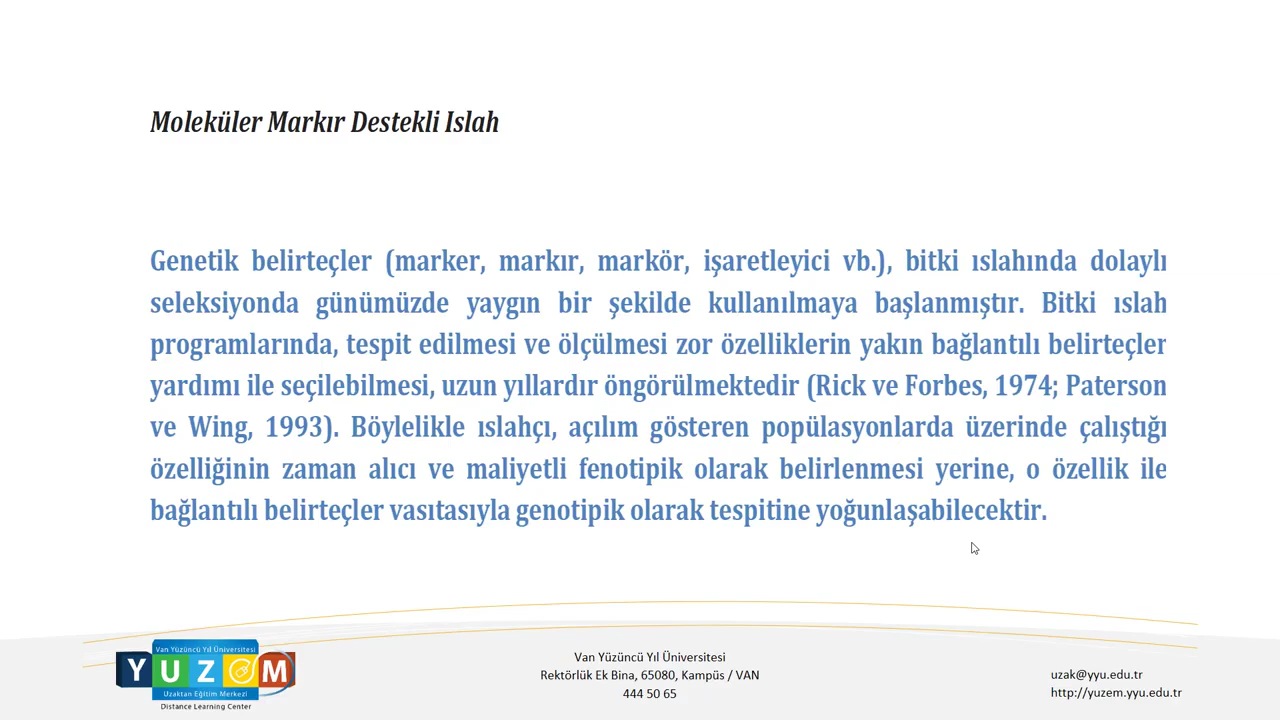 Moleküler Markır Destekli Islah
Genetik belirteçler (marker, markır, markör, işaretleyici vb.), bitki ıslahında dolaylı
seleksiyonda günümüzde yaygın bir şekilde kullanılmaya başlanmıştır. Bitki ıslah
programlarında, tespit edilmesi ve ölçülmesi zor özelliklerin yakın bağlantılı belirteçler
yardımı ile seçilebilmesi, uzun yıllardır öngörülmektedir (Rick ve Forbes, 1974; Paterson
ve Wing, 1993). Böylelikle ıslahçı, açılım gösteren popülasyonlarda üzerinde çalıştığı
özelliğinin zaman alıcı ve maliyetli fenotipik olarak belirlenmesi yerine, o özellik ile
bağlantılı belirteçler vasıtasıyla genotipik olarak tespitine yoğunlaşabilecektir.
Van Yüzüncü Yıl Üniversitesi
YUZEM
Uzaktan Eğitim Merkezi
Distance Learning Center
Van Yüzüncü Yıl Üniversitesi
Rektörlük Ek Bina, 65080, Kampüs / VAN
444 50 65
uzak@yyu.edu.tr
http://yuzem.yyu.edu.tr